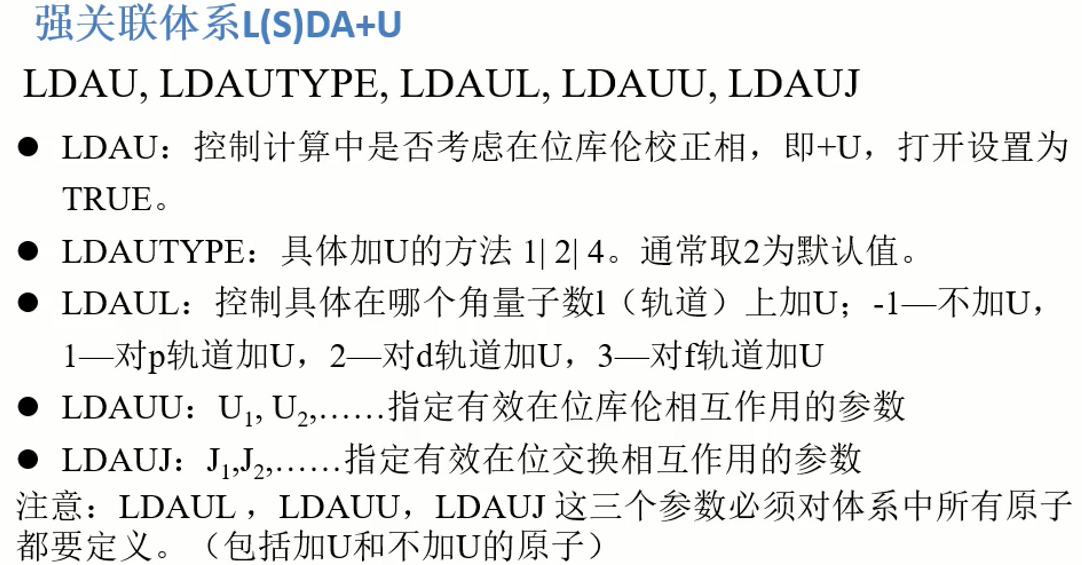 强关联体系L(S)DA+U
LDAU, LDAUTYPE, LDAUL, LDAUU, LDAUJ
● LDAU：控制计算中是否考虑在位库伦校正相，即+U，打开设置为
TRUE。
● LDAUTYPE：具体加U的方法 1| 2| 4。通常取2为默认值。
● LDAUL：控制具体在哪个角量子数l（轨道）上加U；-1—不加U，
1—对p轨道加U，2—对d轨道加U，3—对f轨道加U
● LDAUU：U₁, U₂,……指定有效在位库伦相互作用的参数
● LDAUJ：J₁,J₂,……指定有效在位交换相互作用的参数
注意：LDAUL ，LDAUU，LDAUJ 这三个参数必须对体系中所有原子
都要定义。（包括加U和不加U的原子）